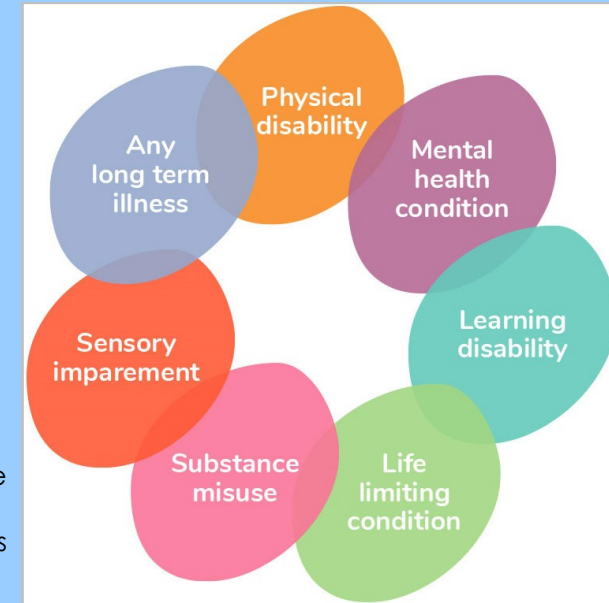 Physical
disability
Mental
health
condition
Learning
disability
Life
limiting
condition
Substance
misuse
Sensory
imparement
Any
long term
illness
e
s